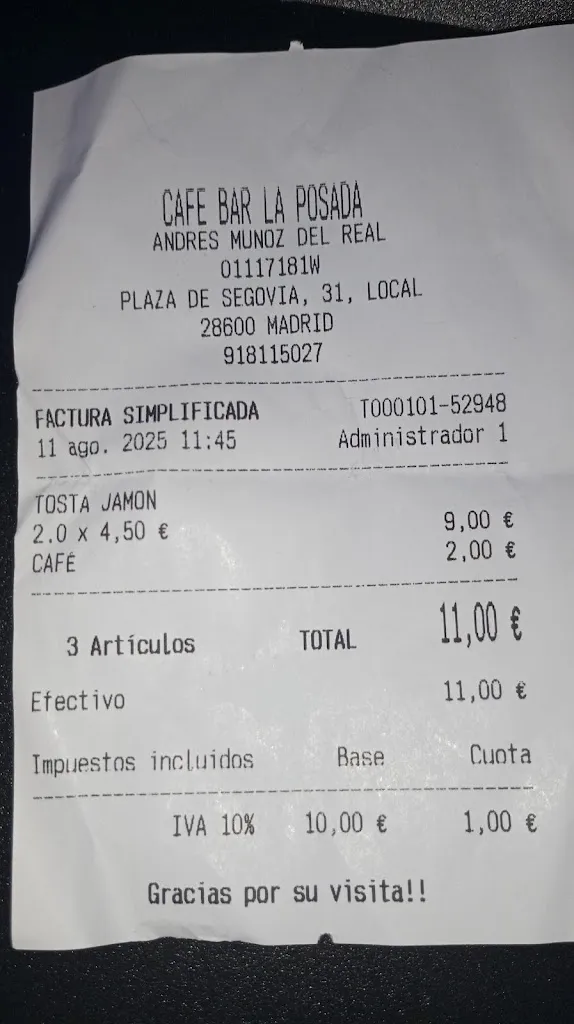 CAFE BAR LA POSADA
ANDRES MUNOZ DEL REAL
01117181W
PLAZA DE SEGOVIA, 31, LOCAL
28600 MADRID
918115027
FACTURA SIMPLIFICADA T000101-52948
11 ago. 2025 11:45 Administrador 1
TOSTA JAMON
2.0 x 4,50 € 9,00 €
CAFÉ 2,00 €
3 Artículos TOTAL 11,00 €
Efectivo 11,00 €
Impuestos incluidos Base Cuota
IVA 10% 10,00 € 1,00 €
Gracias por su visita!!